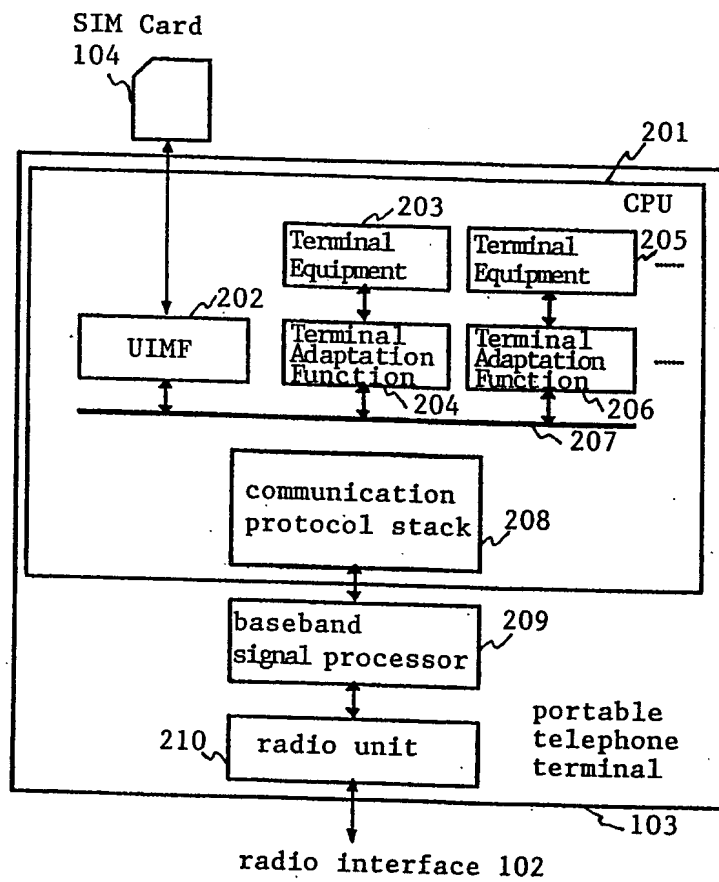 SIM Card
104
201
CPU
203
Terminal
Equipment
Terminal
Equipment
205
202
UIMF
Terminal
Adaptation
Function
204
Terminal
Adaptation
Function
206
207
communication
protocol stack
208
baseband
signal processor
209
210
radio unit
portable
telephone
terminal
103
radio interface 102